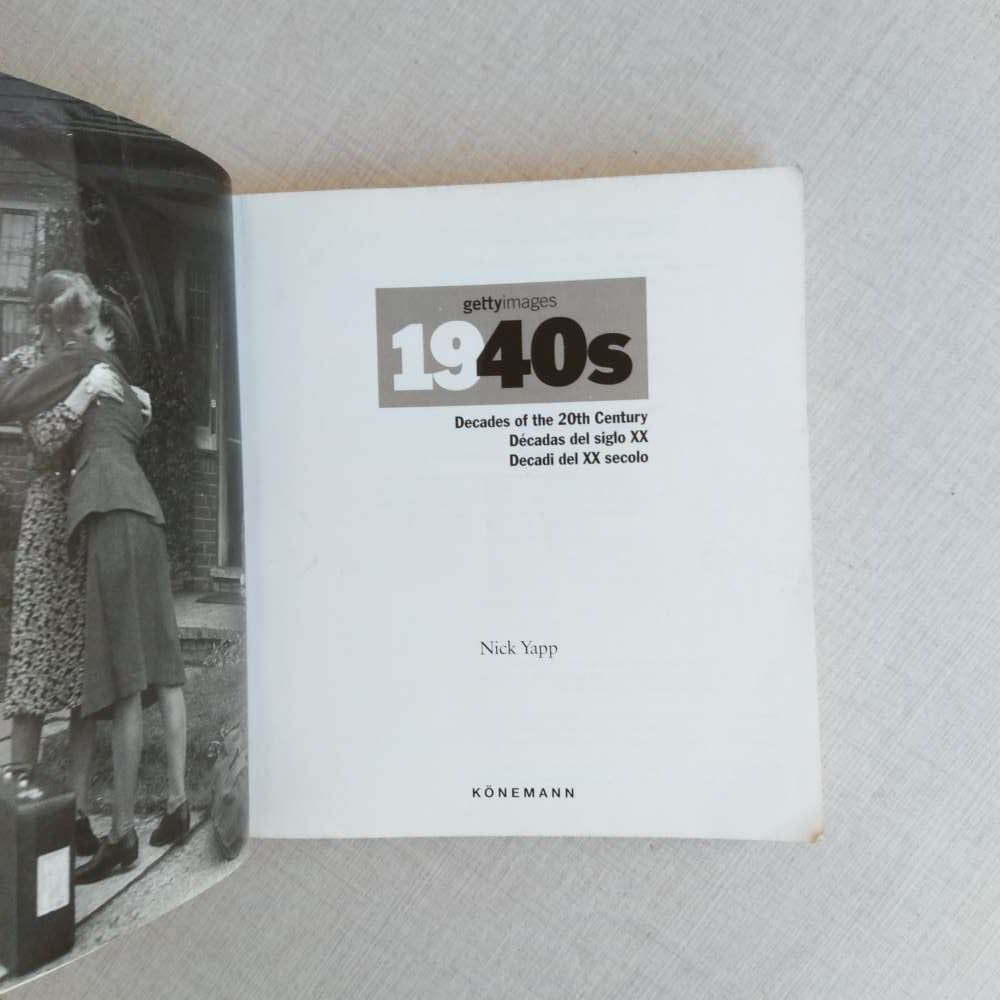 gettyimages
1940s
Decades of the 20th Century
Décadas del siglo XX
Decadi del XX secolo
Nick Yapp
KÖNEMANN